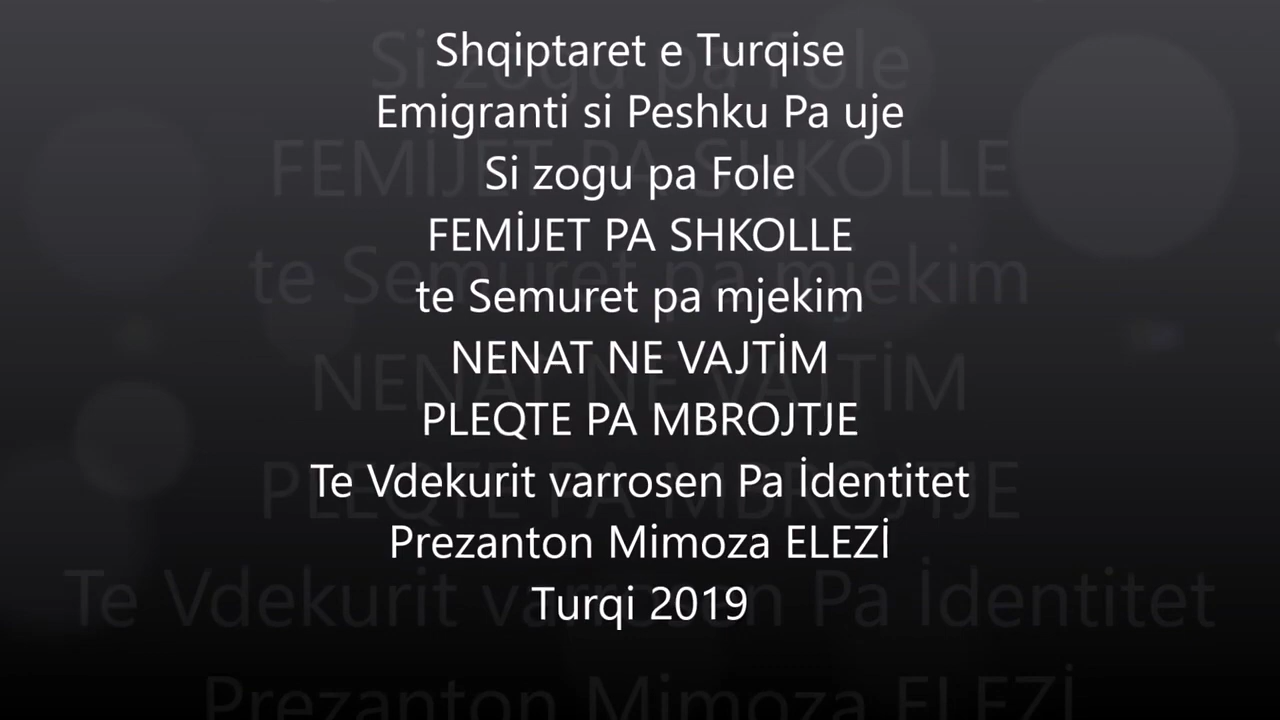 Shqiptaret e Turqise
Emigranti si Peshku Pa uje
Si zogu pa Fole
FEMİJET PA SHKOLLE
te Semuret pa mjekim
NENAT NE VAJTİM
PLEQTE PA MBROJTJE
Te Vdekurit varrosen Pa İdentitet
Prezanton Mimoza ELEZİ
Turqi 2019